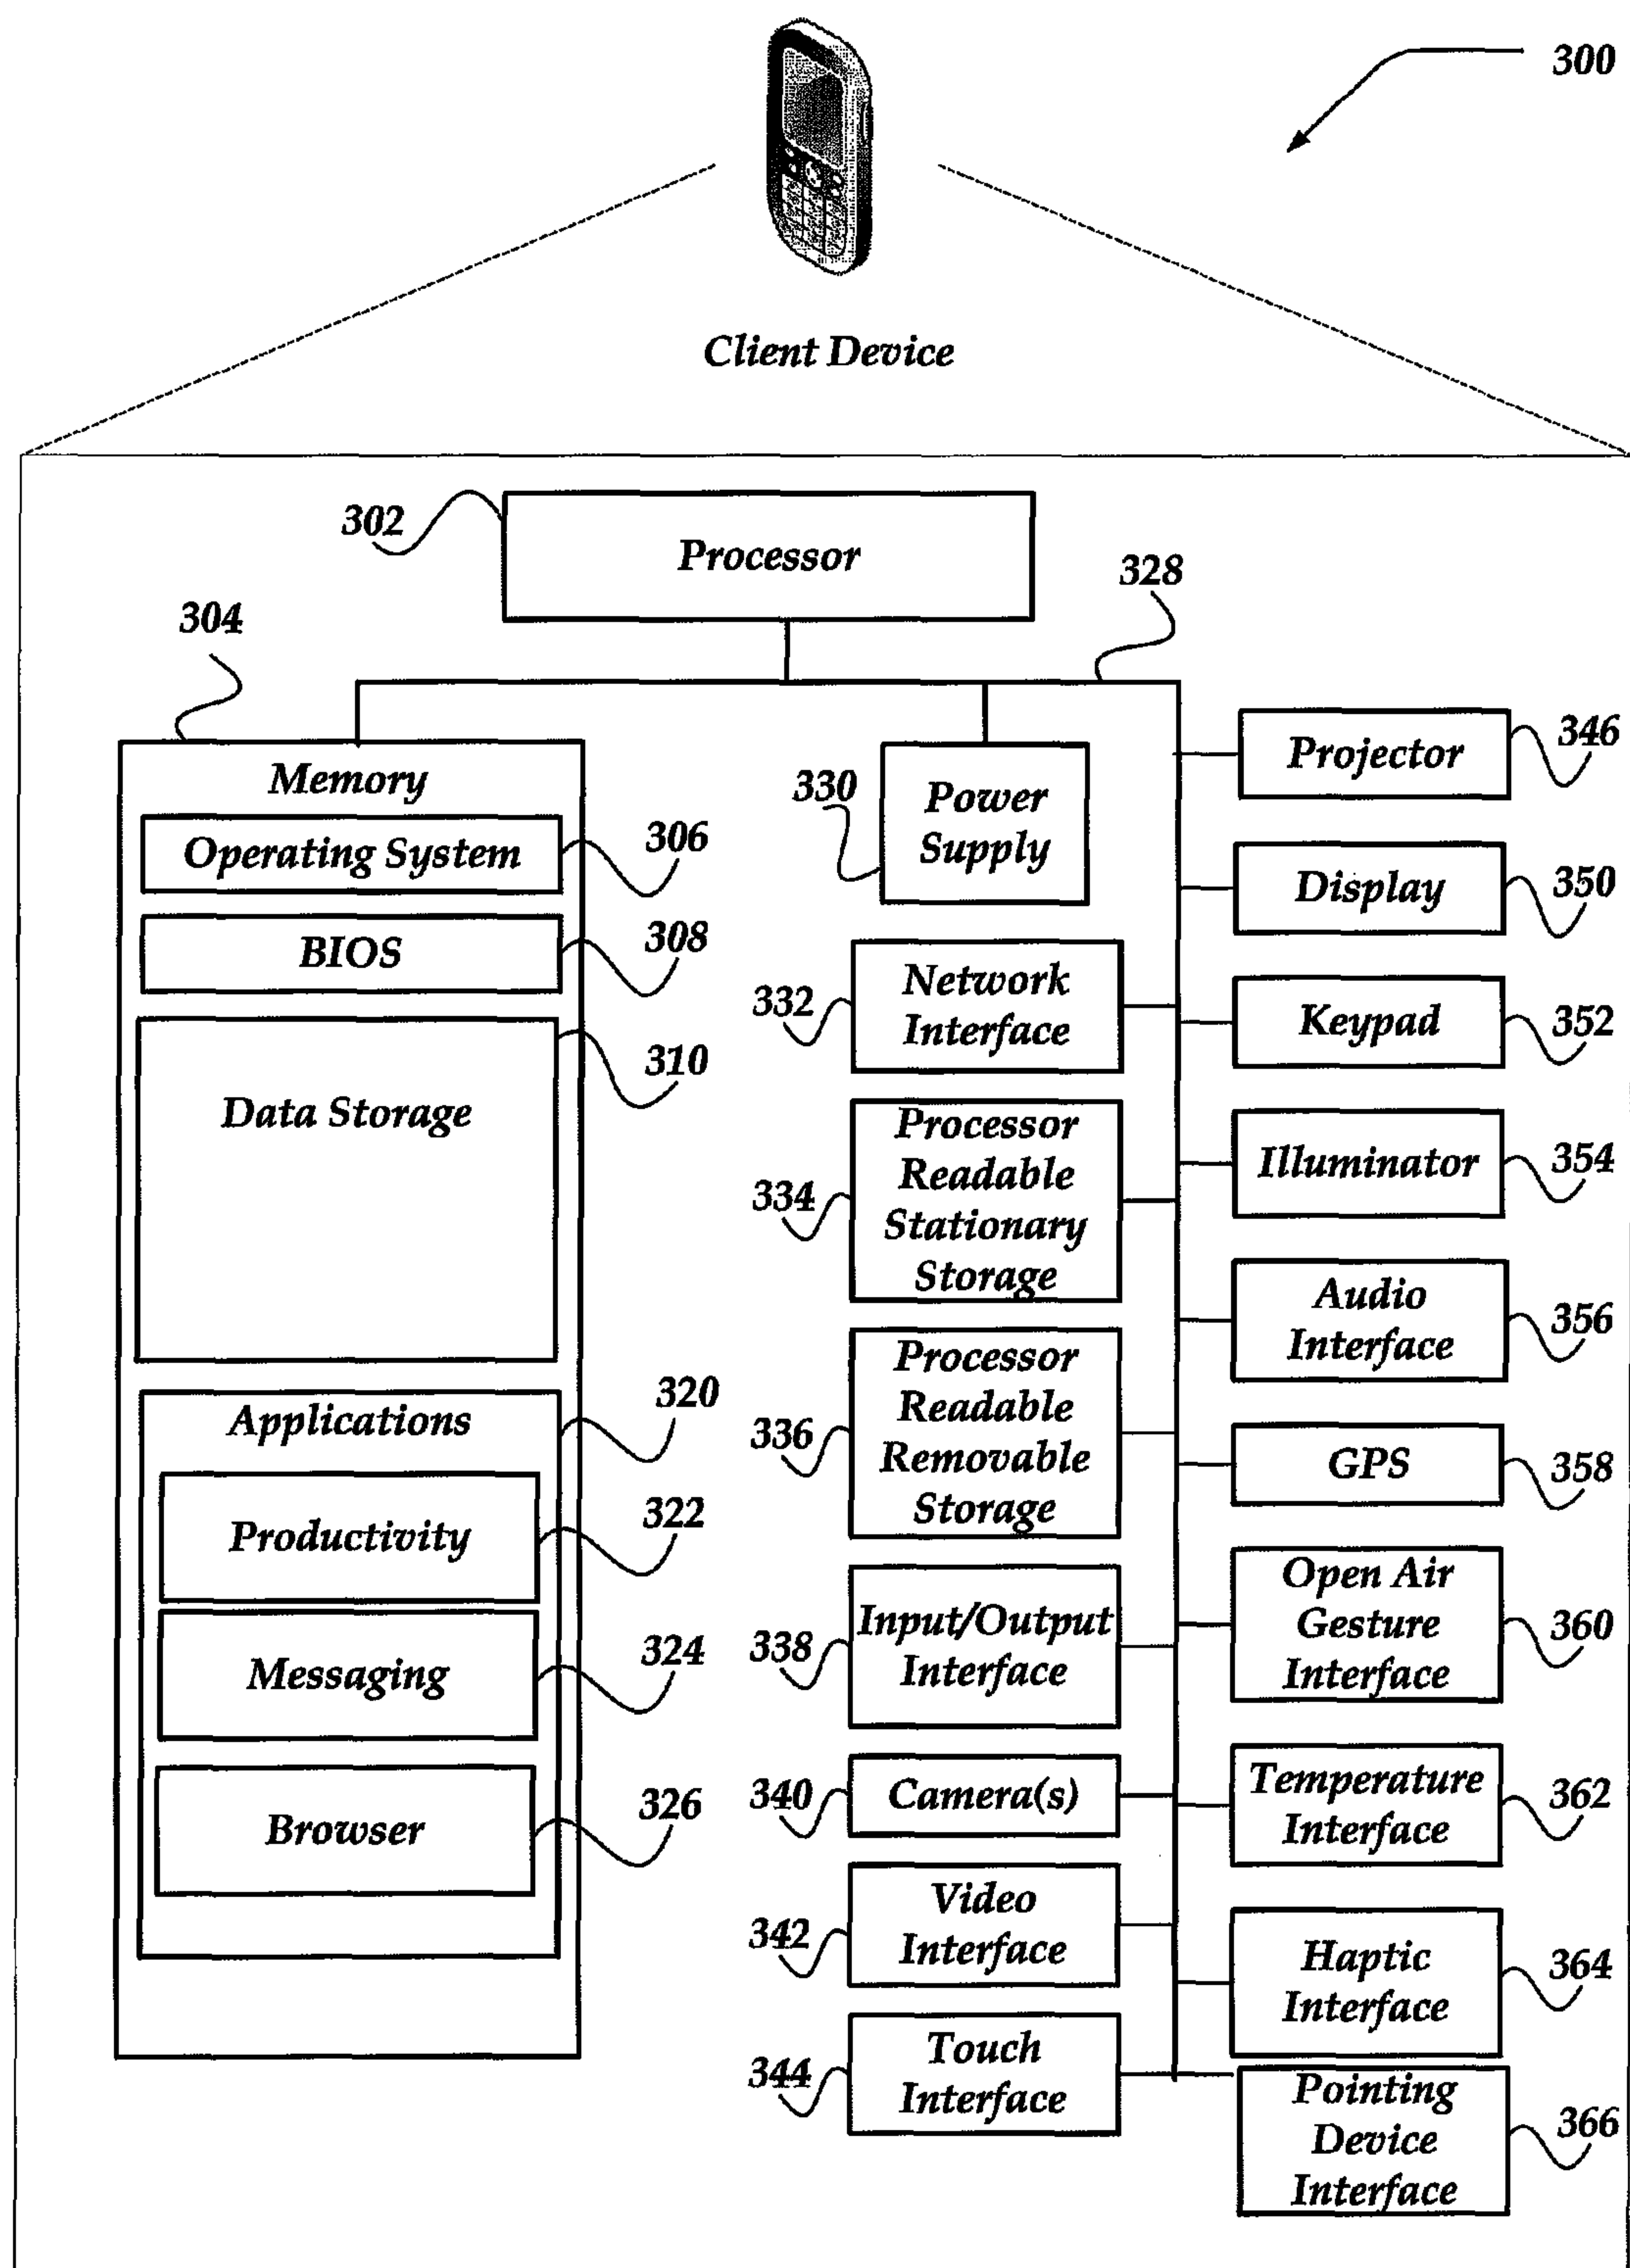 300
Client Device
302
Processor
328
304
Memory
Operating System
306
BIOS
308
Data Storage
310
Applications
320
Productivity
322
Messaging
324
Browser
326
330
Power
Supply
332
Network
Interface
334
Processor
Readable
Stationary
Storage
336
Processor
Readable
Removable
Storage
338
Input/Output
Interface
340
Camera(s)
342
Video
Interface
344
Touch
Interface
Projector
346
Display
350
Keypad
352
Illuminator
354
Audio
Interface
356
GPS
358
Open Air
Gesture
Interface
360
Temperature
Interface
362
Haptic
Interface
364
Pointing
Device
Interface
366